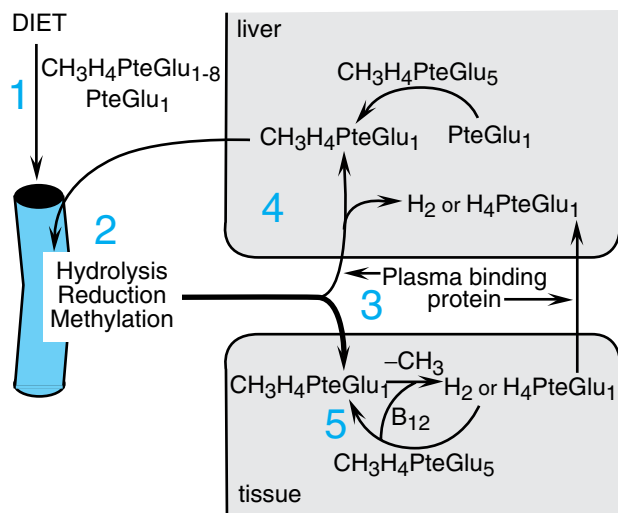 DIET
1
CH₃H₄PteGlu₁₋₈
PteGlu₁
liver
CH₃H₄PteGlu₅
CH₃H₄PteGlu₁
PteGlu₁
2
4
H₂ or H₄PteGlu₁
Hydrolysis
Reduction
Methylation
3
Plasma binding
protein
–CH₃
CH₃H₄PteGlu₁
H₂ or H₄PteGlu₁
5
B₁₂
CH₃H₄PteGlu₅
tissue